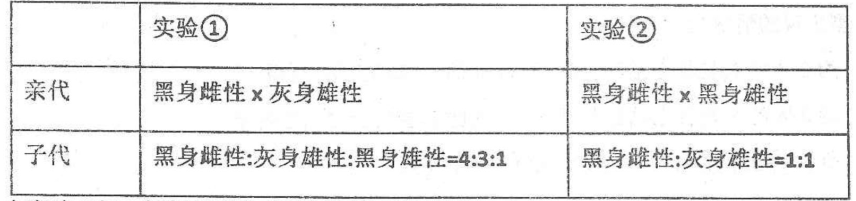 实验① 实验②
亲代 黑身雌性 x 灰身雄性 黑身雌性 x 黑身雄性
子代 黑身雌性:灰身雄性:黑身雄性=4:3:1 黑身雌性:灰身雄性=1:1